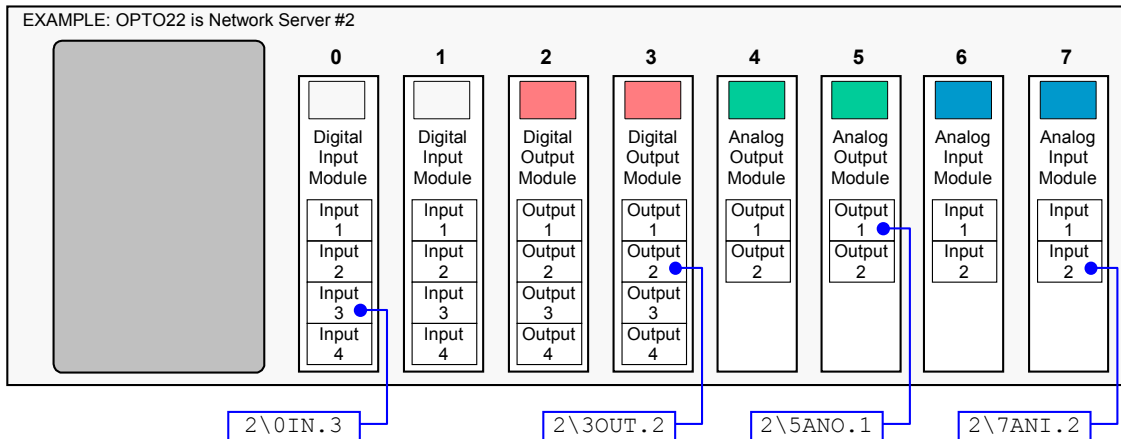 EXAMPLE: OPTO22 is Network Server #2
0 1 2 3 4 5 6 7
Digital Digital Digital Digital Analog Analog Analog Analog
Input Input Output Output Output Output Input Input
Module Module Module Module Module Module Module Module
Input Input Output Output Output Output Input Input
1 1 1 1 1 1 1 1
Input Input Output Output Output Output Input Input
2 2 2 2 2 2 2 2
Input Input Output Output
3 3 3 3
Input Input Output Output
4 4 4 4
2\0IN.3 2\3OUT.2 2\5ANO.1 2\7ANI.2